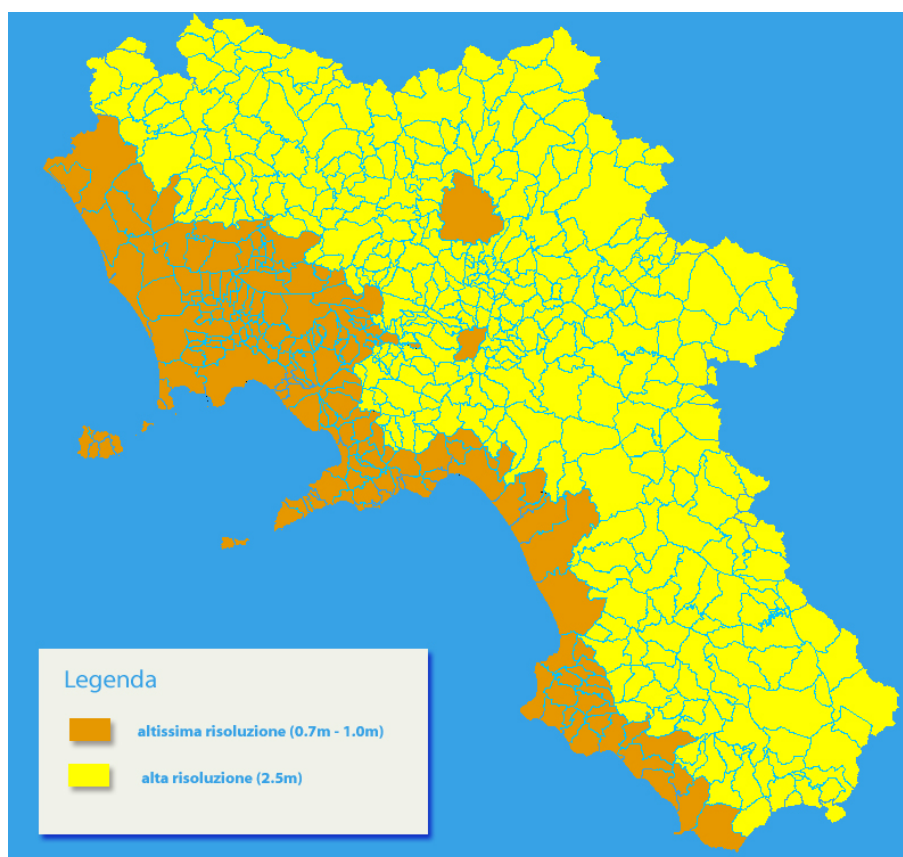 Legenda
altissima risoluzione (0.7m - 1.0m)
alta risoluzione (2.5m)